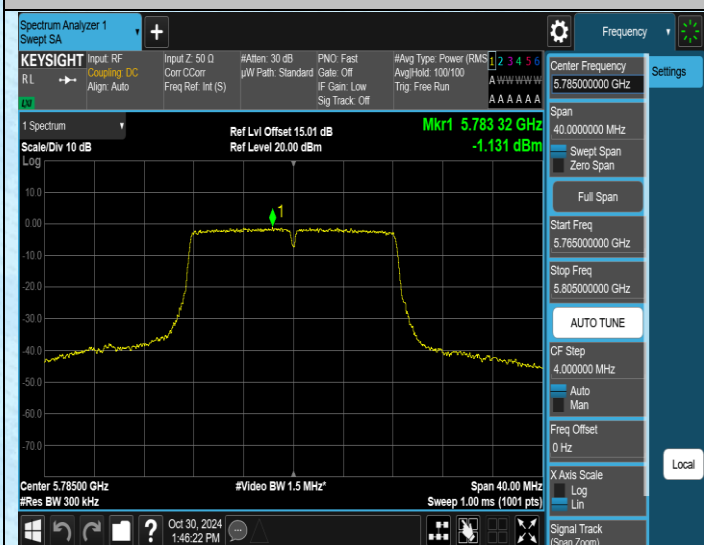 Spectrum Analyzer 1
Swept SA
Frequency
KEYSIGHT
RL
LXI
Input: RF
Coupling: DC
Align: Auto
Input Z: 50 Ω
Corr CCorr
Freq Ref: Int (S)
#Atten: 30 dB
µW Path: Standard
PNO: Fast
Gate: Off
IF Gain: Low
Sig Track: Off
#Avg Type: Power (RMS
Avg|Hold: 100/100
Trig: Free Run
1 2 3 4 5 6
A W W W W W
A A A A A A
1 Spectrum
Scale/Div 10 dB
Ref Lvl Offset 15.01 dB
Ref Level 20.00 dBm
Mkr1 5.783 32 GHz
-1.131 dBm
Log
10.0
0.00
-10.0
-20.0
-30.0
-40.0
-50.0
-60.0
-70.0
1
Center 5.78500 GHz
#Res BW 300 kHz
#Video BW 1.5 MHz*
Span 40.00 MHz
Sweep 1.00 ms (1001 pts)
Oct 30, 2024
1:46:22 PM
?
Center Frequency
5.785000000 GHz
Settings
Span
40.0000000 MHz
Swept Span
Zero Span
Full Span
Start Freq
5.765000000 GHz
Stop Freq
5.805000000 GHz
AUTO TUNE
CF Step
4.000000 MHz
Auto
Man
Freq Offset
0 Hz
X Axis Scale
Log
Lin
Local
Signal Track
(Span Zoom)